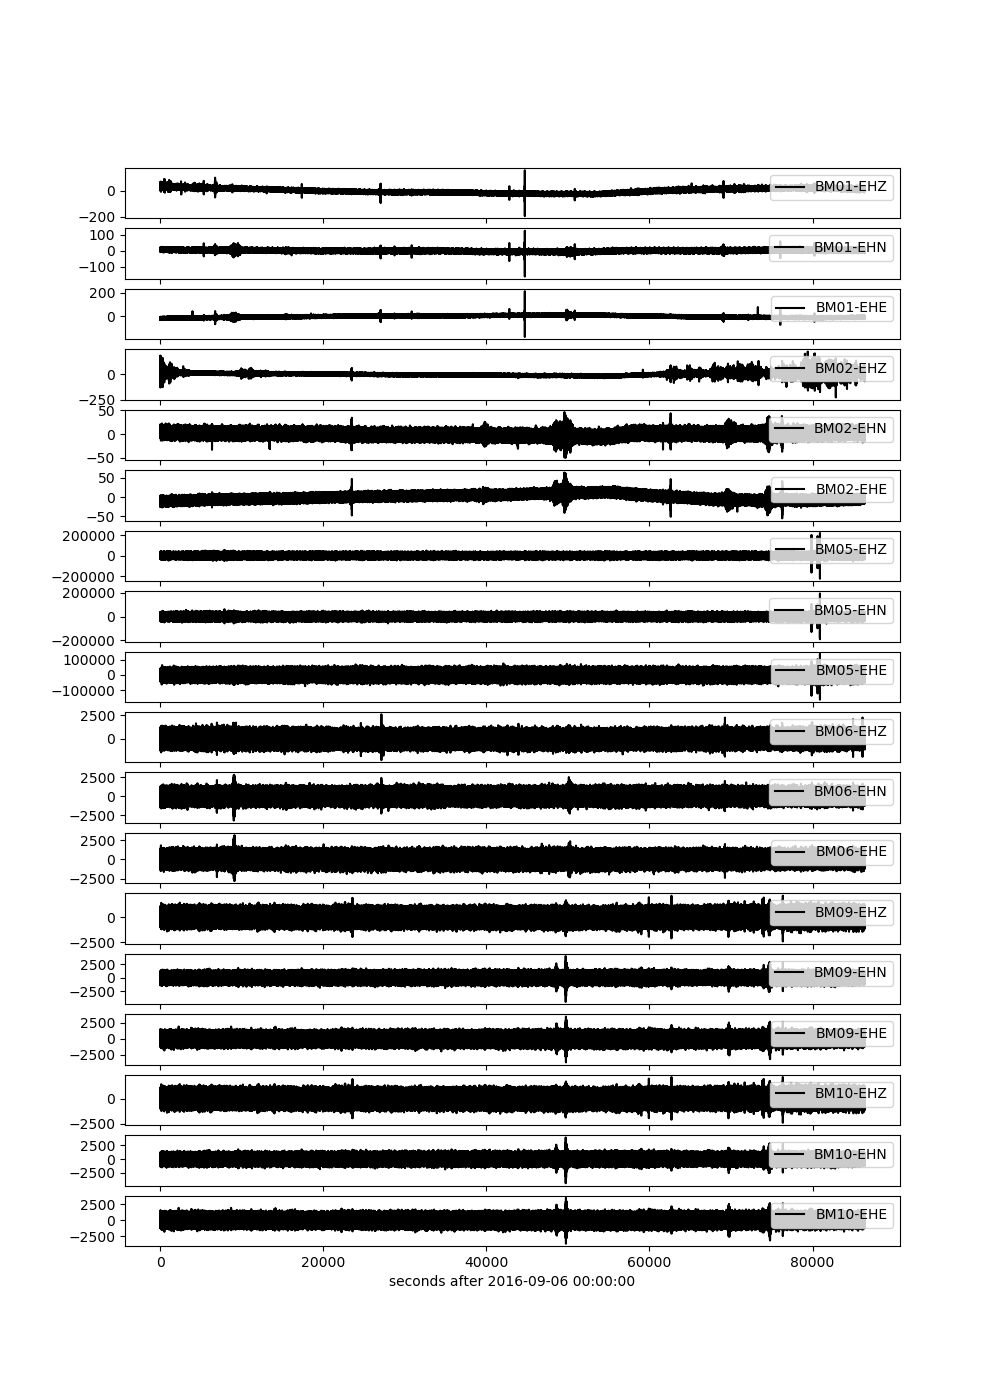 0
−200
BM01-EHZ
100
0
−100
BM01-EHN
200
0
BM01-EHE
0
−250
BM02-EHZ
50
0
−50
BM02-EHN
50
0
−50
BM02-EHE
200000
0
−200000
BM05-EHZ
200000
0
−200000
BM05-EHN
100000
0
−100000
BM05-EHE
2500
0
BM06-EHZ
2500
0
−2500
BM06-EHN
2500
0
−2500
BM06-EHE
0
−2500
BM09-EHZ
2500
0
−2500
BM09-EHN
2500
0
−2500
BM09-EHE
0
−2500
BM10-EHZ
2500
0
−2500
BM10-EHN
2500
0
−2500
BM10-EHE
0 20000 40000 60000 80000
seconds after 2016-09-06 00:00:00